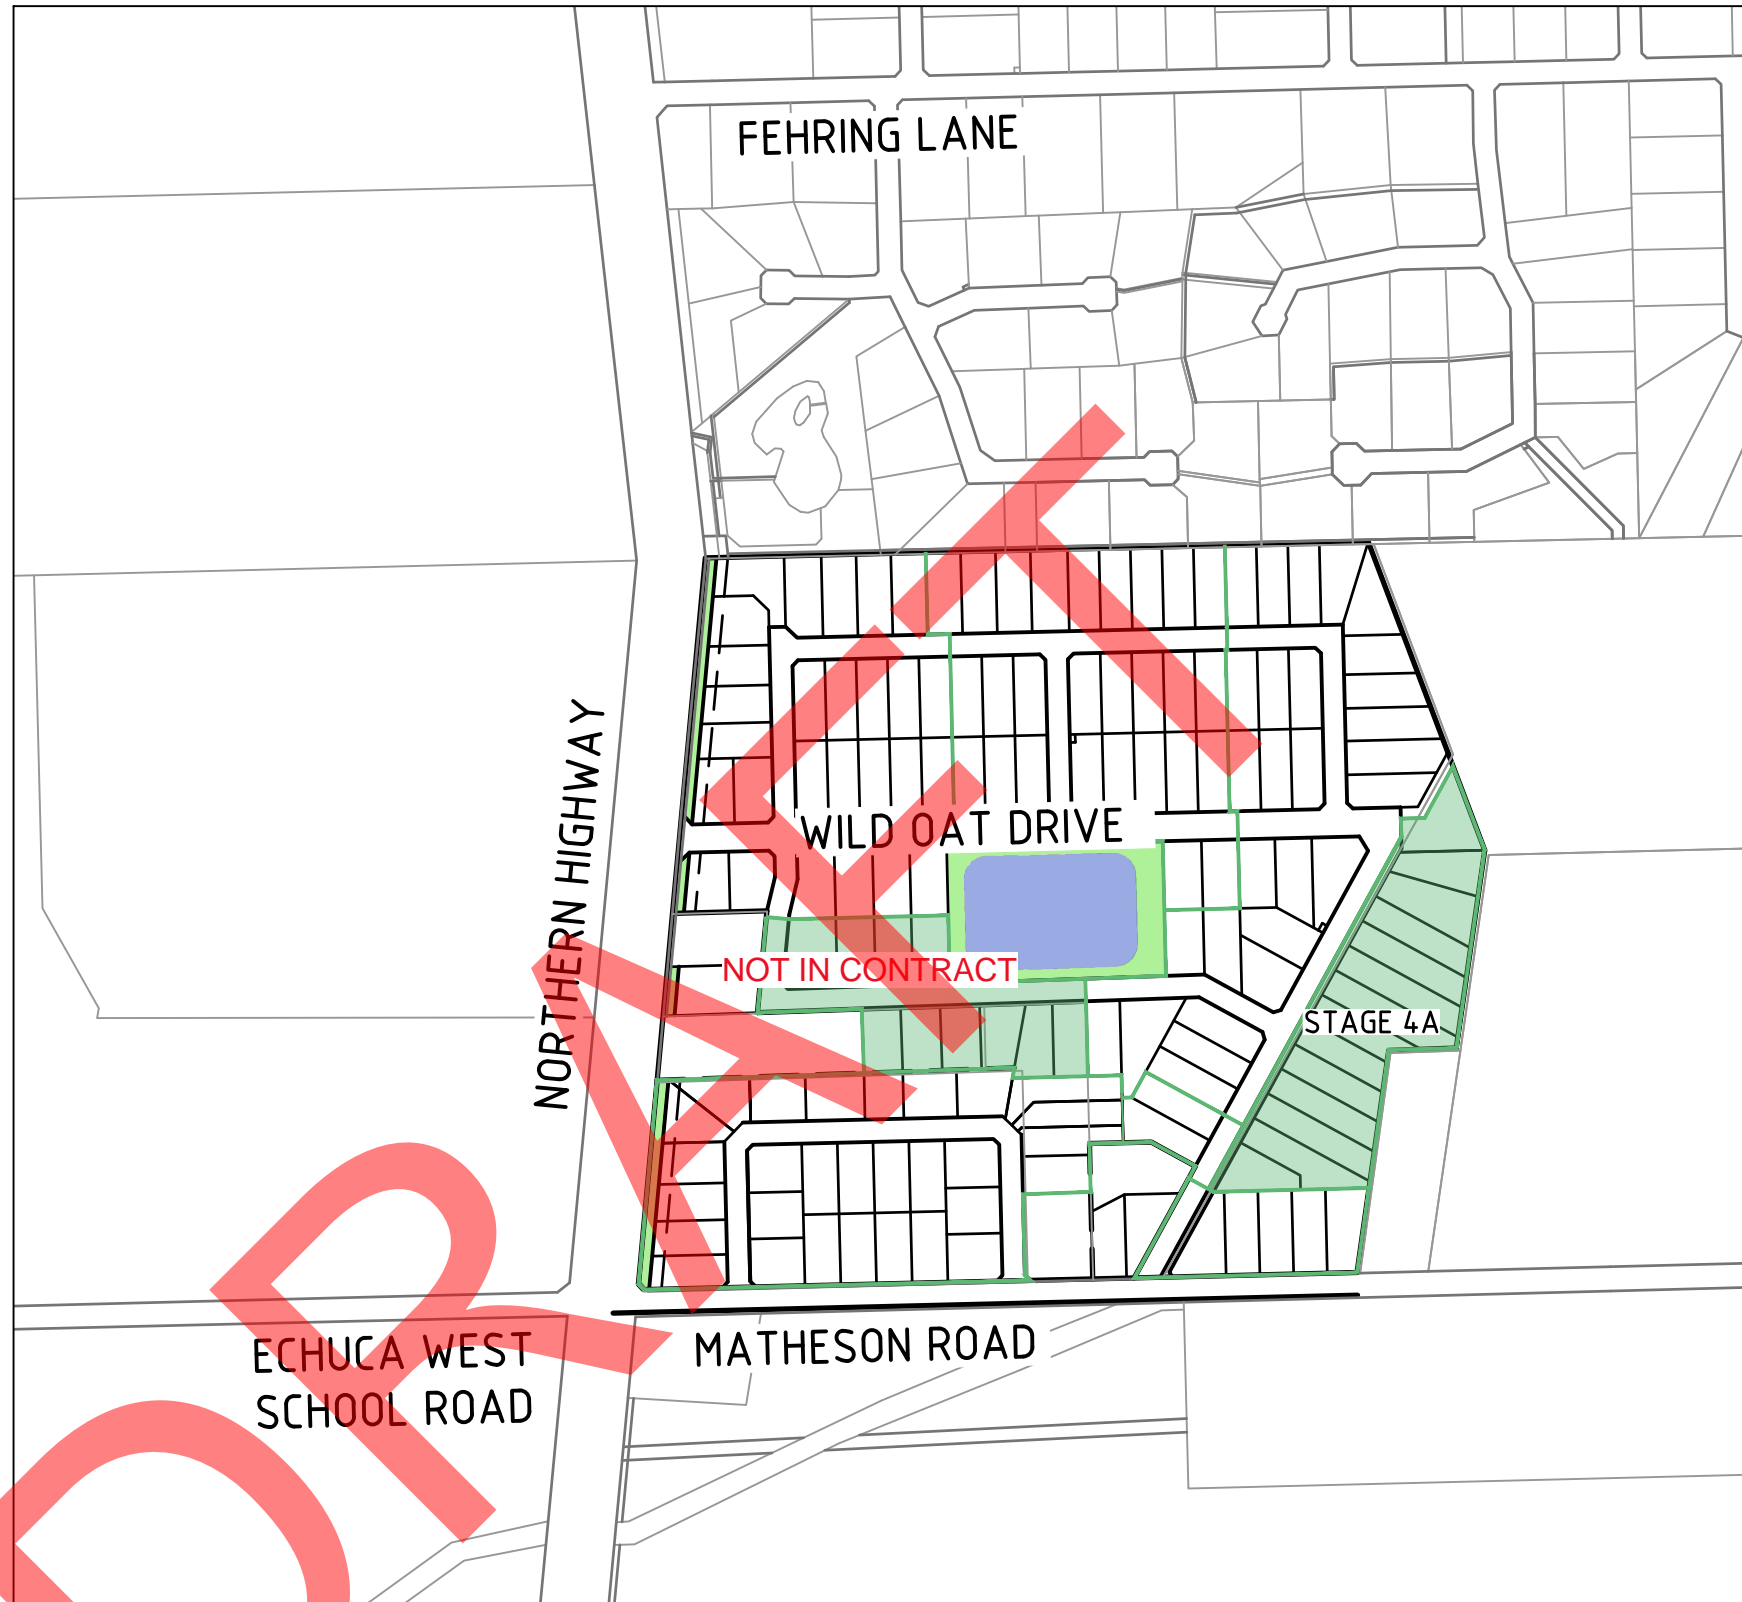 FEHRING LANE
NORTHERN HIGHWAY
WILD OAT DRIVE
NOT IN CONTRACT
STAGE 4A
MATHESON ROAD
ECHUCA WEST
SCHOOL ROAD
DRAFT